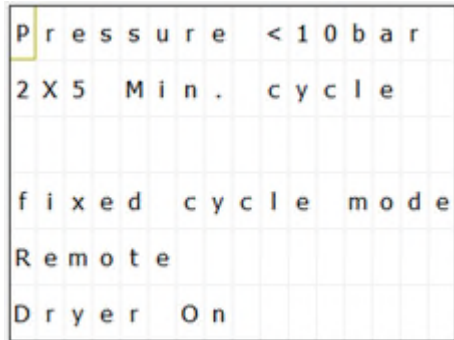 Pressure <10bar
2X5 Min. cycle
fixed cycle mode
Remote
Dryer On